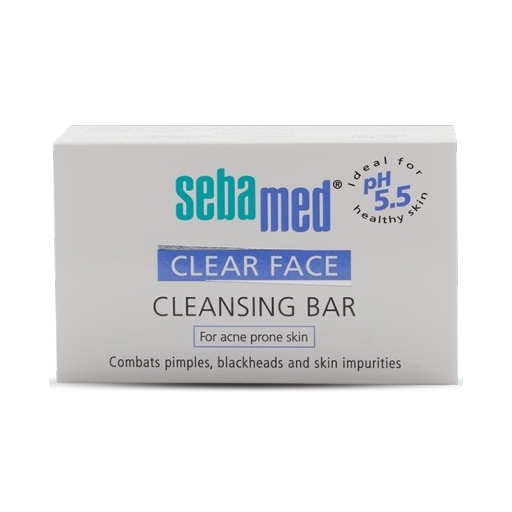 sebamed®
ideal for
pH
5.5
healthy skin
CLEAR FACE
CLEANSING BAR
For acne prone skin
Combats pimples, blackheads and skin impurities